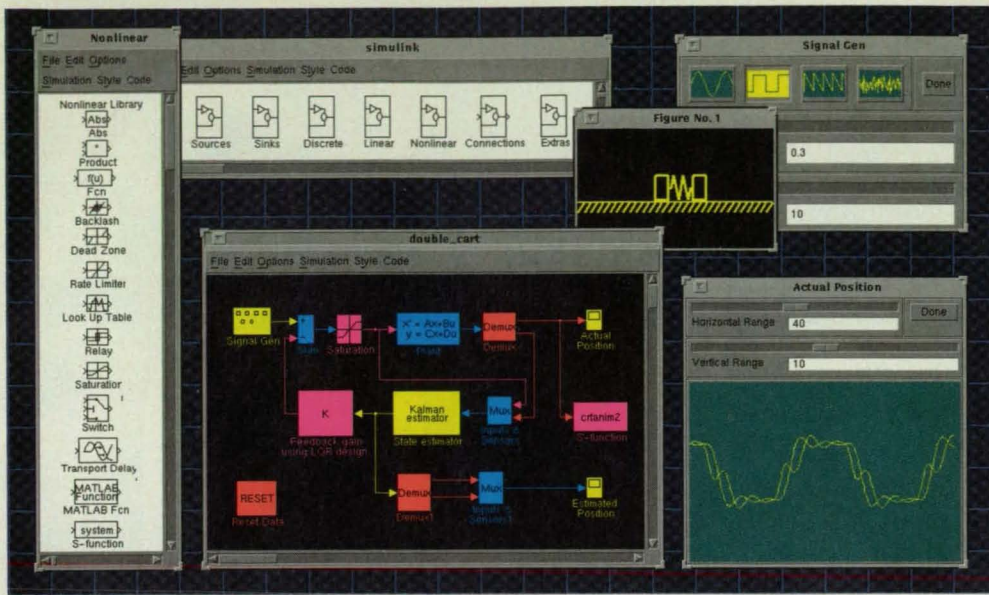 Nonlinear
File Edit Options
Simulation Style Code
Nonlinear Library
Abs
Abs
*
Product
f(u)
Fcn
Backlash
Dead Zone
Rate Limiter
Look Up Table
Relay
Saturation
Switch
Transport Delay
MATLAB
Function
MATLAB Fcn
system
S-function
simulink
Edit Options Simulation Style Code
Sources Sinks Discrete Linear Nonlinear Connections Extras
Signal Gen
Done
0.3
10
Figure No. 1
double_cart
File Edit Options Simulation Style Code
Signal Gen
+
-
Sum
Saturation
x' = Ax+Bu
y = Cx+Du
Plant
Demux
Demux
Actual
Position
K
Feedback gain
using LQR design
Kalman
estimator
State estimator
Mux
Inputs &
Sensors
crtanim2
S-function
RESET
Reset Data
Demux
Demux1
Mux
Inputs &
Sensors1
Estimated
Position
Actual Position
Horizontal Range
40
Done
Vertical Range
10